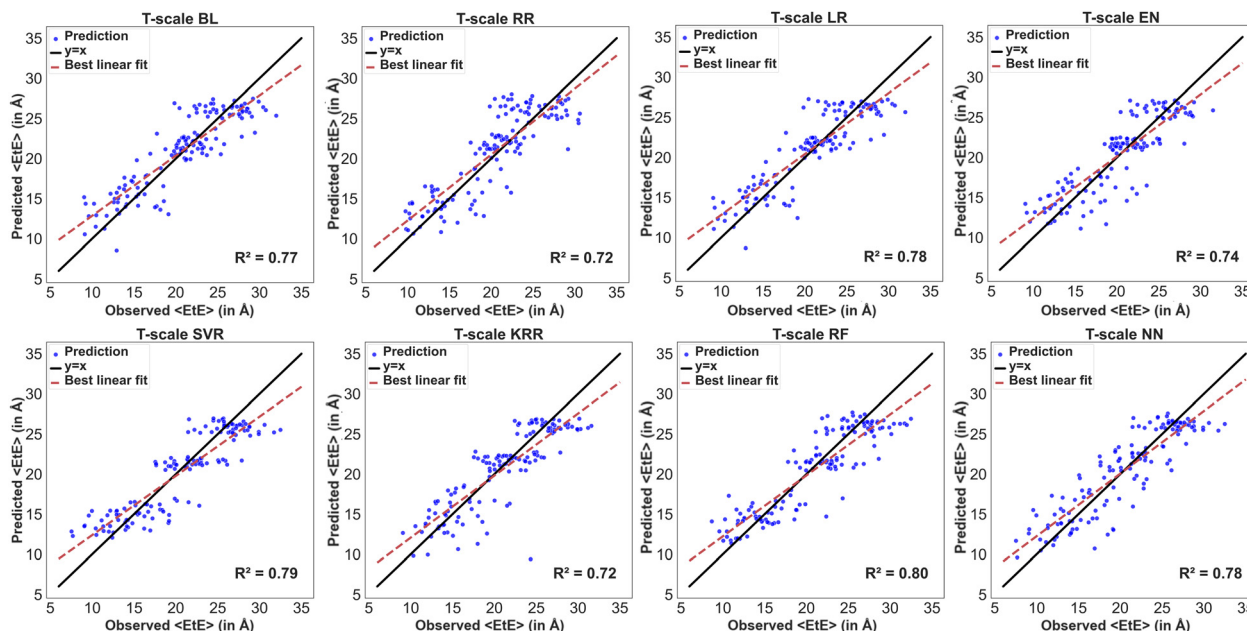 T-scale BL
Prediction
y=x
Best linear fit
Predicted <EtE> (in Å)
35
30
25
20
15
10
5
R² = 0.77
5 10 15 20 25 30 35
Observed <EtE> (in Å)
T-scale RR
Prediction
y=x
Best linear fit
Predicted <EtE> (in Å)
35
30
25
20
15
10
5
R² = 0.72
5 10 15 20 25 30 35
Observed <EtE> (in Å)
T-scale LR
Prediction
y=x
Best linear fit
Predicted <EtE> (in Å)
35
30
25
20
15
10
5
R² = 0.78
5 10 15 20 25 30 35
Observed <EtE> (in Å)
T-scale EN
Prediction
y=x
Best linear fit
Predicted <EtE> (in Å)
35
30
25
20
15
10
5
R² = 0.74
5 10 15 20 25 30 35
Observed <EtE> (in Å)
T-scale SVR
Prediction
y=x
Best linear fit
Predicted <EtE> (in Å)
35
30
25
20
15
10
5
R² = 0.79
5 10 15 20 25 30 35
Observed <EtE> (in Å)
T-scale KRR
Prediction
y=x
Best linear fit
Predicted <EtE> (in Å)
35
30
25
20
15
10
5
R² = 0.72
5 10 15 20 25 30 35
Observed <EtE> (in Å)
T-scale RF
Prediction
y=x
Best linear fit
Predicted <EtE> (in Å)
35
30
25
20
15
10
5
R² = 0.80
5 10 15 20 25 30 35
Observed <EtE> (in Å)
T-scale NN
Prediction
y=x
Best linear fit
Predicted <EtE> (in Å)
35
30
25
20
15
10
5
R² = 0.78
5 10 15 20 25 30 35
Observed <EtE> (in Å)